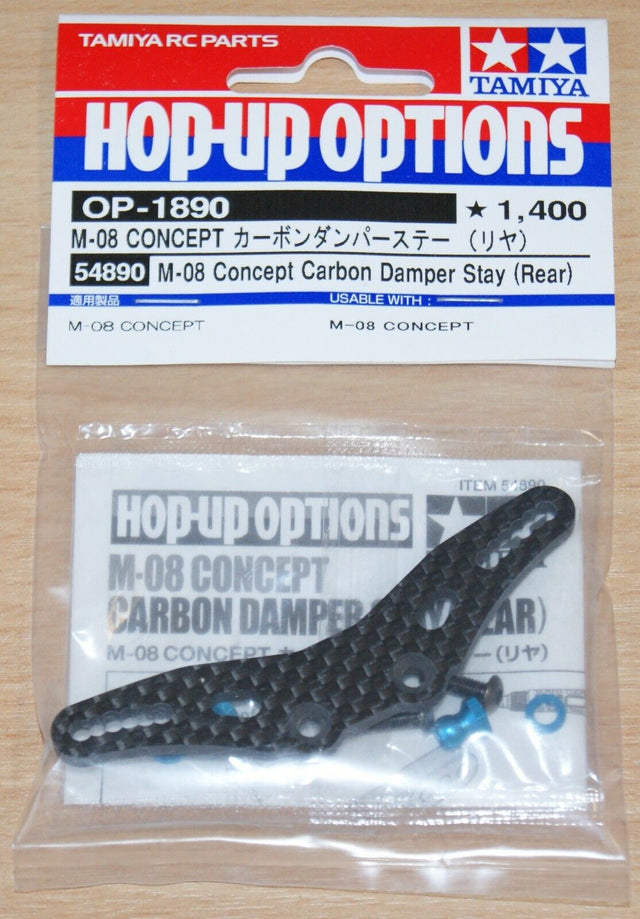 TAMIYA RC PARTS
TAMIYA
HOP-UP OPTIONS
OP-1890 ★ 1,400
M-08 CONCEPT カーボンダンパーステー (リヤ)
54890 M-08 Concept Carbon Damper Stay (Rear)
適用製品 USABLE WITH :
M-08 CONCEPT M-08 CONCEPT
ITEM 54890
HOP-UP OPTIONS
M-08 CONCEPT
CARBON DAMPER
M-08 CONCEPT
(リヤ)